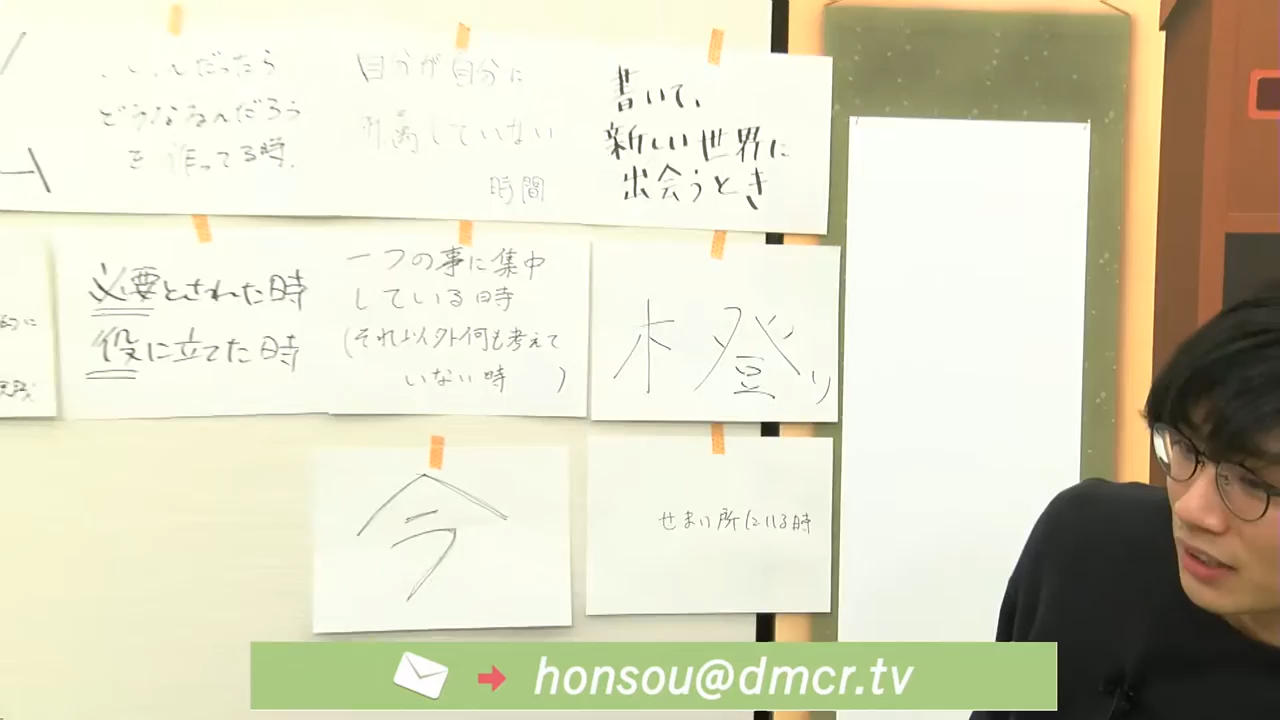 だったら
どうなるんだろう
を作ってる時.
自分が自分に
満していない
時間
書いて、
新しい世界に
出会うとき
必要とされた時
役に立てた時
一つの事に集中
している時
(それ以外何も考えて
いない時)
木登り
今
せまい所にいる時
honsou@dmcr.tv